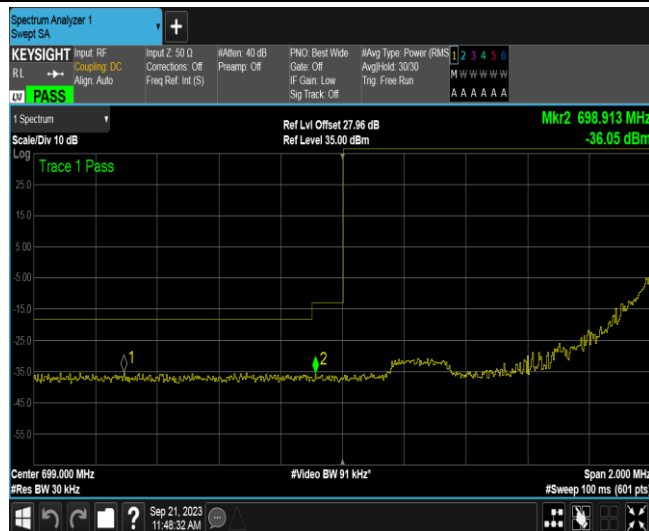 Spectrum Analyzer 1
Swept SA
+
KEYSIGHT
RL
LXI PASS
Input: RF
Coupling: DC
Align: Auto
Input Z: 50 Ω
Corrections: Off
Freq Ref: Int (S)
#Atten: 40 dB
Preamp: Off
PNO: Best Wide
Gate: Off
IF Gain: Low
Sig Track: Off
#Avg Type: Power (RMS
Avg|Hold: 30/30
Trig: Free Run
1 2 3 4 5 6
M W W W W W
A A A A A A
1 Spectrum
Scale/Div 10 dB
Ref Lvl Offset 27.96 dB
Ref Level 35.00 dBm
Mkr2 698.913 MHz
-36.05 dBm
Log
Trace 1 Pass
25.0
15.0
5.00
-5.00
-15.0
-25.0
-35.0
-45.0
-55.0
1
2
Center 699.000 MHz
#Res BW 30 kHz
#Video BW 91 kHz*
Span 2.000 MHz
#Sweep 100 ms (601 pts)
?
Sep 21, 2023
11:48:32 AM